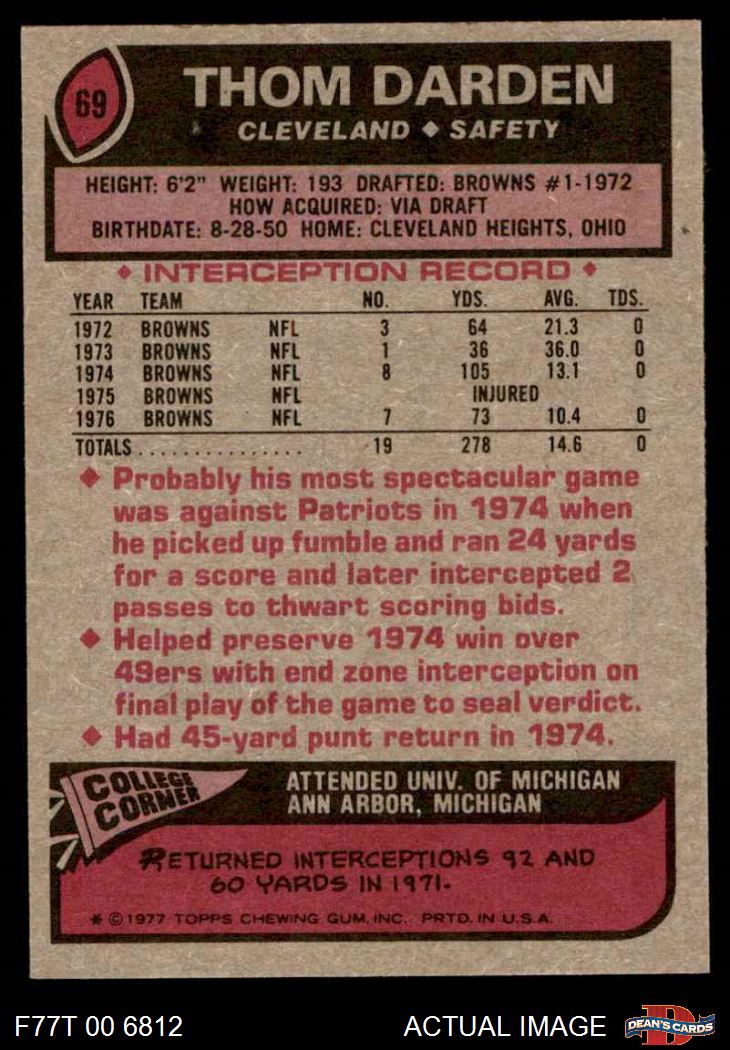 69
THOM DARDEN
CLEVELAND ◆ SAFETY
HEIGHT: 6'2" WEIGHT: 193 DRAFTED: BROWNS #1-1972
HOW ACQUIRED: VIA DRAFT
BIRTHDATE: 8-28-50 HOME: CLEVELAND HEIGHTS, OHIO
◆ INTERCEPTION RECORD ◆
YEAR TEAM NO. YDS. AVG. TDS.
1972 BROWNS NFL 3 64 21.3 0
1973 BROWNS NFL 1 36 36.0 0
1974 BROWNS NFL 8 105 13.1 0
1975 BROWNS NFL INJURED
1976 BROWNS NFL 7 73 10.4 0
TOTALS............... 19 278 14.6 0
◆ Probably his most spectacular game
was against Patriots in 1974 when
he picked up fumble and ran 24 yards
for a score and later intercepted 2
passes to thwart scoring bids.
◆ Helped preserve 1974 win over
49ers with end zone interception on
final play of the game to seal verdict.
◆ Had 45-yard punt return in 1974.
COLLEGE
CORNER
ATTENDED UNIV. OF MICHIGAN
ANN ARBOR, MICHIGAN
RETURNED INTERCEPTIONS 92 AND
60 YARDS IN 1971.
* © 1977 TOPPS CHEWING GUM, INC. PRTD. IN U.S.A.
F77T 00 6812 ACTUAL IMAGE
D
DEAN'S CARDS